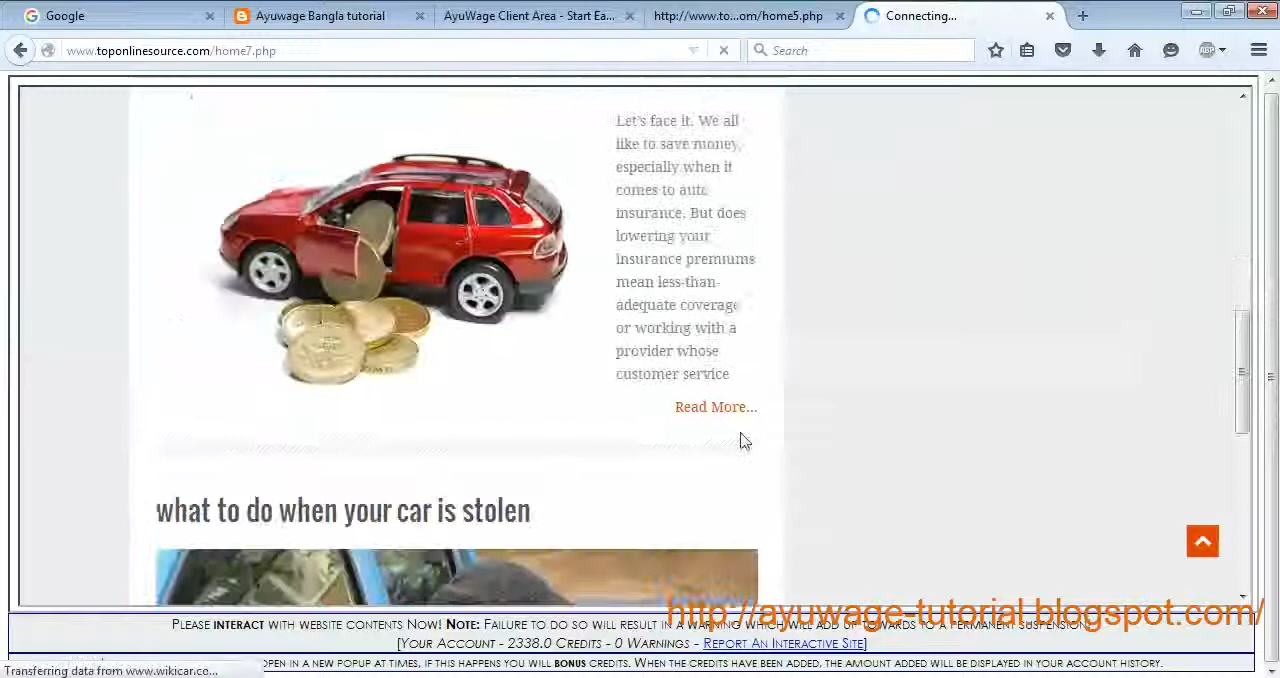 Google
Ayuwage Bangla tutorial
AyuWage Client Area - Start Ea...
http://www.to...om/home5.php
Connecting...
www.toponlinesource.com/home7.php
Search
ABP
Let's face it. We all
like to save money,
especially when it
comes to auto
insurance. But does
lowering your
insurance premiums
mean less-than-
adequate coverage
or working with a
provider whose
customer service
Read More...
what to do when your car is stolen
http://ayuwage-tutorial.blogspot.com/
PLEASE INTERACT WITH WEBSITE CONTENTS NOW! NOTE: FAILURE TO DO SO WILL RESULT IN A WARNING WHICH WILL ADD UP TOWARDS TO A PERMANENT SUSPENSION.
[YOUR ACCOUNT - 2338.0 CREDITS - 0 WARNINGS - REPORT AN INTERACTIVE SITE]
Transferring data from www.wikicar.co...
OPEN IN A NEW POPUP AT TIMES, IF THIS HAPPENS YOU WILL BONUS CREDITS. WHEN THE CREDITS HAVE BEEN ADDED, THE AMOUNT ADDED WILL BE DISPLAYED IN YOUR ACCOUNT HISTORY.